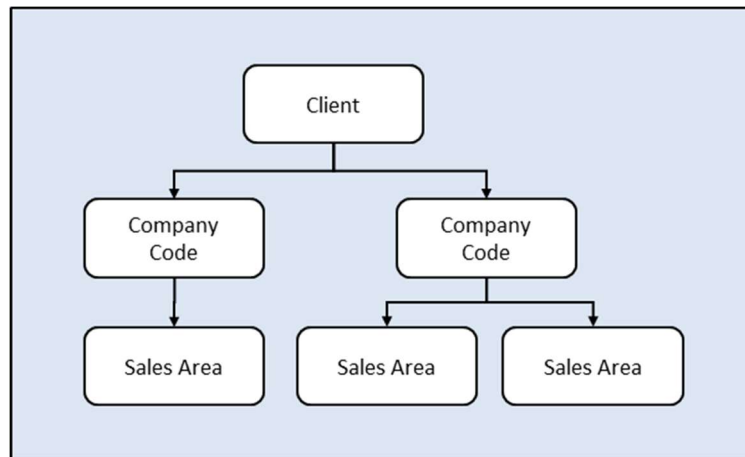 Client
Company
Code
Company
Code
Sales Area
Sales Area
Sales Area